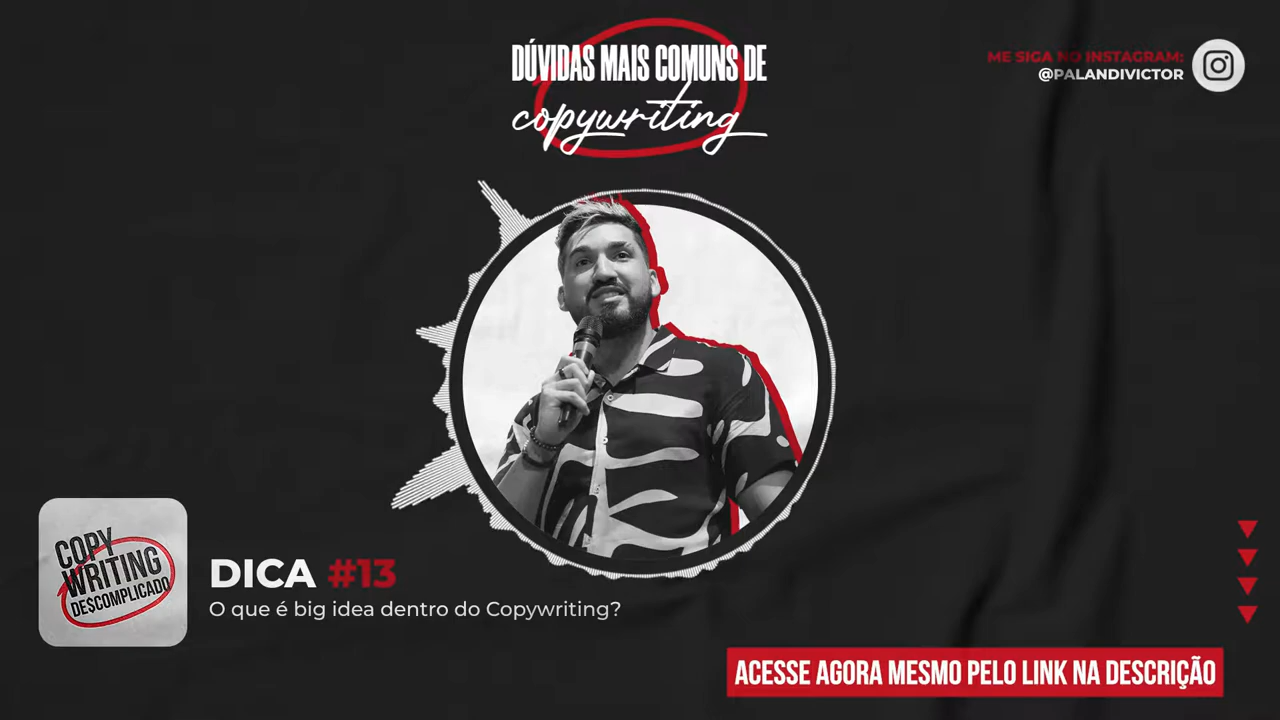 DÚVIDAS MAIS COMUNS DE
copywriting
ME SIGA NO INSTAGRAM:
@PALANDIVICTOR
COPY
WRITING
DESCOMPLICADO
DICA #13
O que é big idea dentro do Copywriting?
ACESSE AGORA MESMO PELO LINK NA DESCRIÇÃO